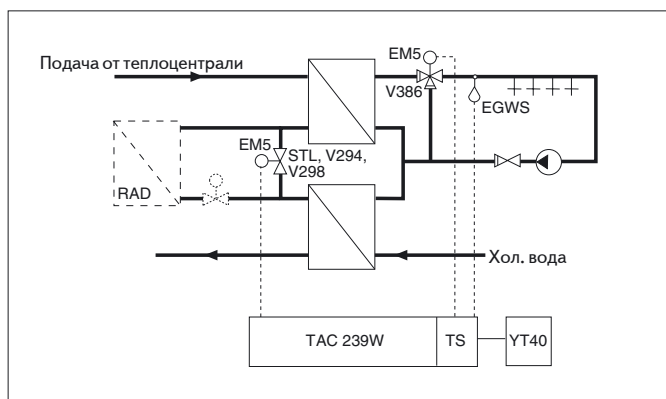 Подача от теплоцентрали
EM5
V386
EGWS
EM5
STL, V294,
V298
RAD
Хол. вода
TAC 239W
TS
YT40